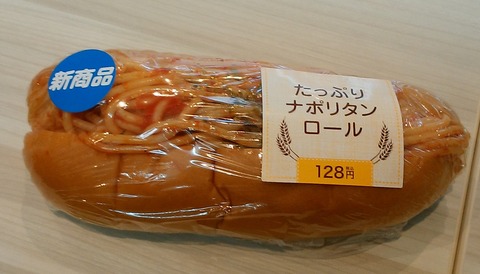 新商品
たっぷり
ナポリタン
ロール
128円